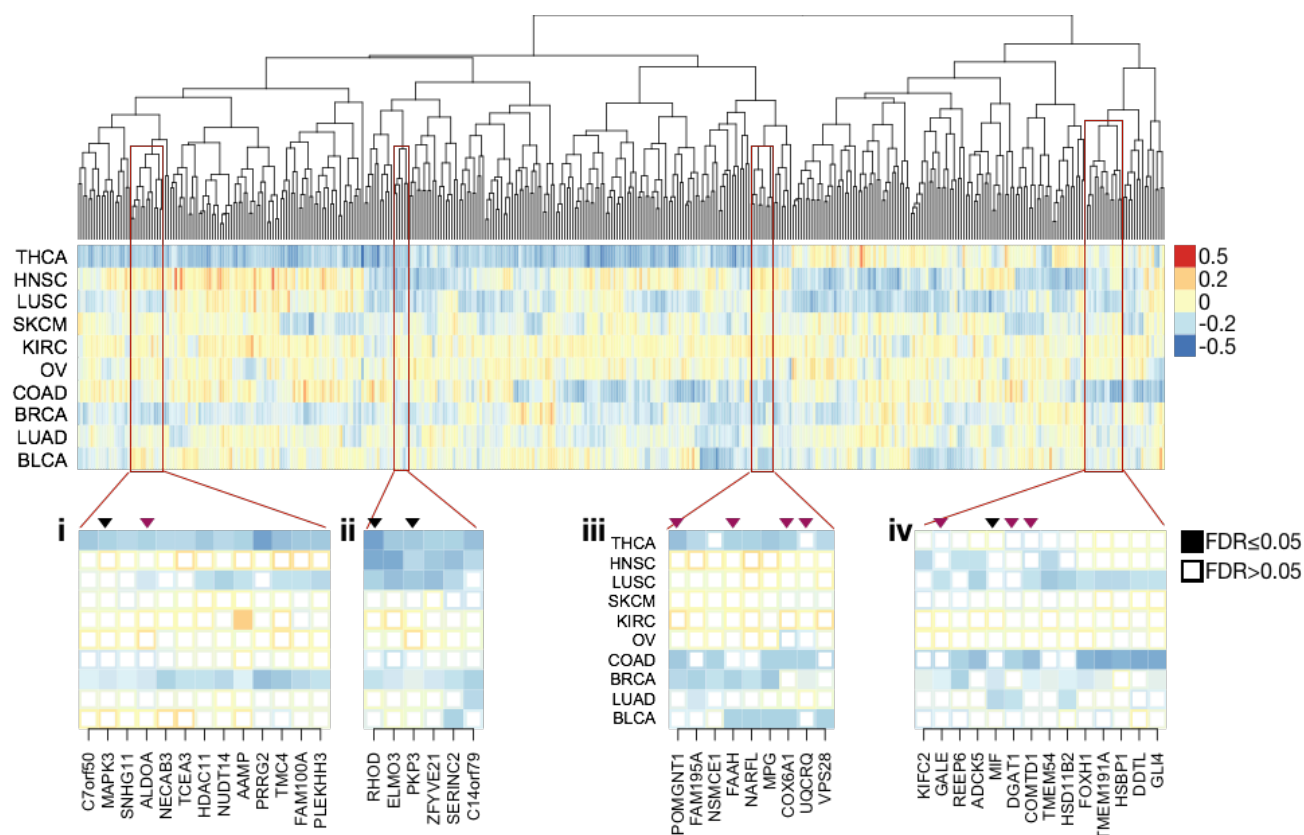 THCA
HNSC
LUSC
SKCM
KIRC
OV
COAD
BRCA
LUAD
BLCA
0.5
0.2
0
-0.2
-0.5
i
ii
iii
iv
THCA
HNSC
LUSC
SKCM
KIRC
OV
COAD
BRCA
LUAD
BLCA
FDR≤0.05
FDR>0.05
C7orf50
MAPK3
SNHG11
ALDOA
NECAB3
TCEA3
HDAC11
NUDT14
AAMP
PRRG2
TMC4
FAM100A
PLEKHH3
RHOD
ELMO3
PKP3
ZFYVE21
SERINC2
C14orf79
POMGNT1
FAM195A
NSMCE1
FAAH
NARFL
MPG
COX6A1
UQCRQ
VPS28
KIFC2
GALE
REEP6
ADCK5
MIF
DGAT1
COMTD1
TMEM54
HSD11B2
FOXH1
TMEM191A
HSBP1
DDTL
GLI4